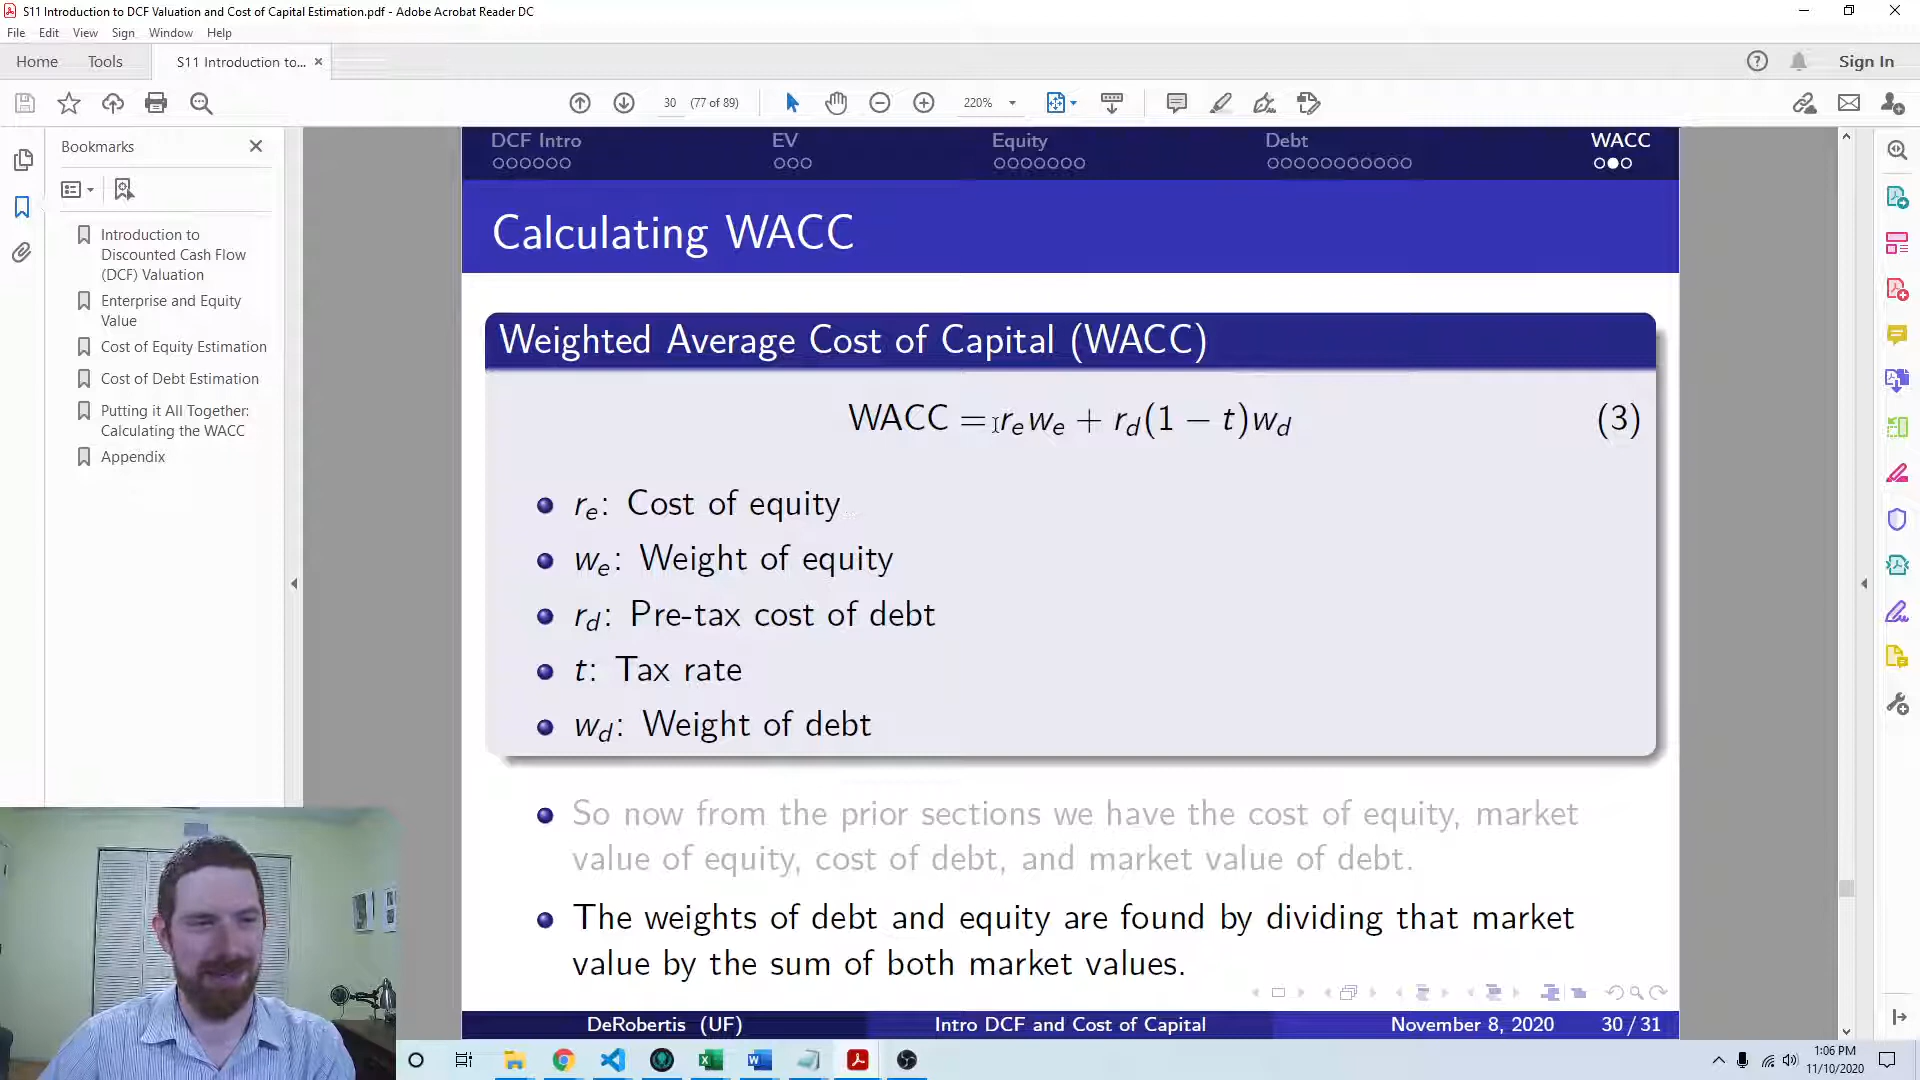 S11 Introduction to DCF Valuation and Cost of Capital Estimation.pdf - Adobe Acrobat Reader DC
File Edit View Sign Window Help
Home Tools S11 Introduction to... × Sign In
30 (77 of 89) 220%
Bookmarks
Introduction to
Discounted Cash Flow
(DCF) Valuation
Enterprise and Equity
Value
Cost of Equity Estimation
Cost of Debt Estimation
Putting it All Together:
Calculating the WACC
Appendix
DCF Intro EV Equity Debt WACC
Calculating WACC
Weighted Average Cost of Capital (WACC)
WACC = rₑwₑ + r_d(1 − t)w_d (3)
rₑ: Cost of equity
wₑ: Weight of equity
r_d: Pre-tax cost of debt
t: Tax rate
w_d: Weight of debt
So now from the prior sections we have the cost of equity, market
value of equity, cost of debt, and market value of debt.
The weights of debt and equity are found by dividing that market
value by the sum of both market values.
DeRobertis (UF) Intro DCF and Cost of Capital November 8, 2020 30 / 31
1:06 PM
11/10/2020